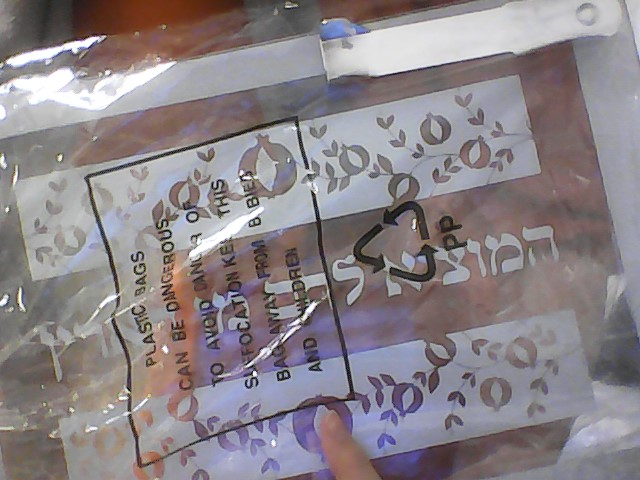 PLASTIC BAGS
CAN BE DANGEROUS.
TO AVOID DANGER OF
SUFFOCATION KEEP THIS
BAG AWAY FROM BABIES
AND CHILDREN
PP
המוציא לחם